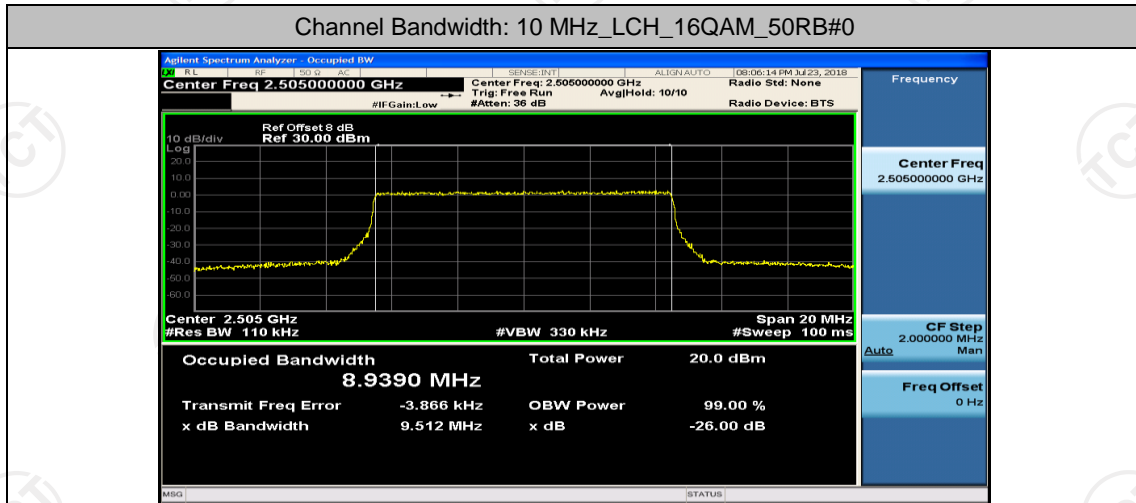 Channel Bandwidth: 10 MHz_LCH_16QAM_50RB#0
Agilent Spectrum Analyzer - Occupied BW
LXI RL RF 50 Ω AC SENSE:INT ALIGN AUTO 08:06:14 PM Jul 23, 2018
Center Freq 2.505000000 GHz
Center Freq: 2.505000000 GHz
Radio Std: None
Trig: Free Run Avg|Hold: 10/10
#IFGain:Low #Atten: 36 dB Radio Device: BTS
Ref Offset 8 dB
10 dB/div Ref 30.00 dBm
Log
20.0
10.0
0.00
-10.0
-20.0
-30.0
-40.0
-50.0
-60.0
Center 2.505 GHz Span 20 MHz
#Res BW 110 kHz #VBW 330 kHz #Sweep 100 ms
Occupied Bandwidth Total Power 20.0 dBm
8.9390 MHz
Transmit Freq Error -3.866 kHz OBW Power 99.00 %
x dB Bandwidth 9.512 MHz x dB -26.00 dB
MSG STATUS
Frequency
Center Freq
2.505000000 GHz
CF Step
2.000000 MHz
Auto Man
Freq Offset
0 Hz
TCT
TCT